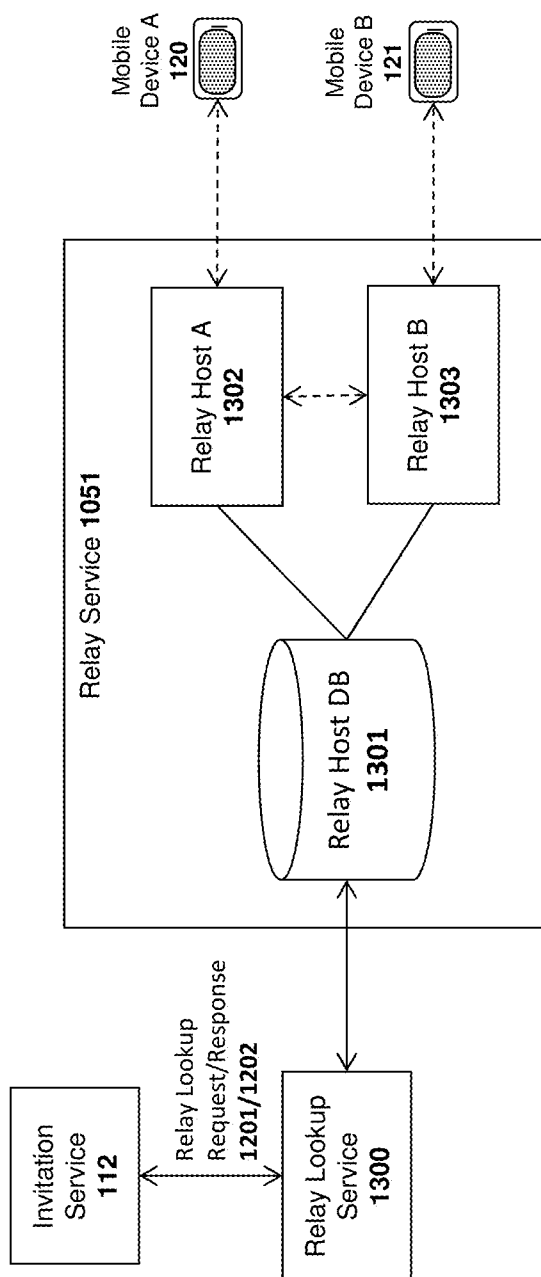 Invitation
Service
112
Relay Lookup
Request/Response
1201/1202
Relay Lookup
Service
1300
Relay Service 1051
Relay Host DB
1301
Relay Host A
1302
Relay Host B
1303
Mobile
Device A
120
Mobile
Device B
121